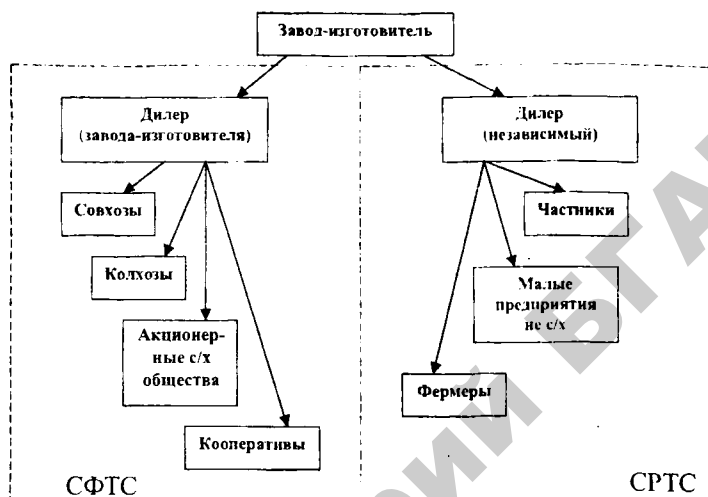 Завод-изготовитель
Дилер
(завода-изготовителя)
Дилер
(независимый)
Совхозы
Частники
Колхозы
Малые
предприятия
не с/х
Акционер-
ные с/х
общества
Фермеры
Кооперативы
СФТС
СРТС